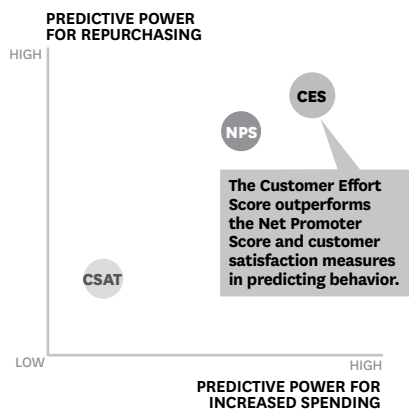 PREDICTIVE POWER
FOR REPURCHASING
HIGH
CES
NPS
The Customer Effort
Score outperforms
the Net Promoter
Score and customer
satisfaction measures
in predicting behavior.
CSAT
LOW
HIGH
PREDICTIVE POWER FOR
INCREASED SPENDING